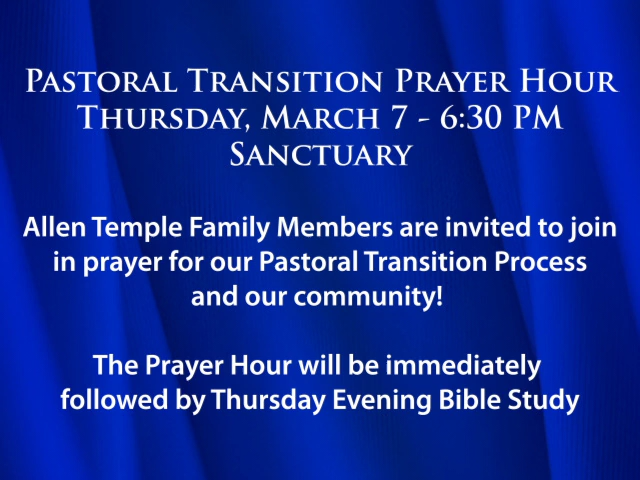 Pastoral Transition Prayer Hour
Thursday, March 7 - 6:30 PM
Sanctuary
Allen Temple Family Members are invited to join
in prayer for our Pastoral Transition Process
and our community!
The Prayer Hour will be immediately
followed by Thursday Evening Bible Study